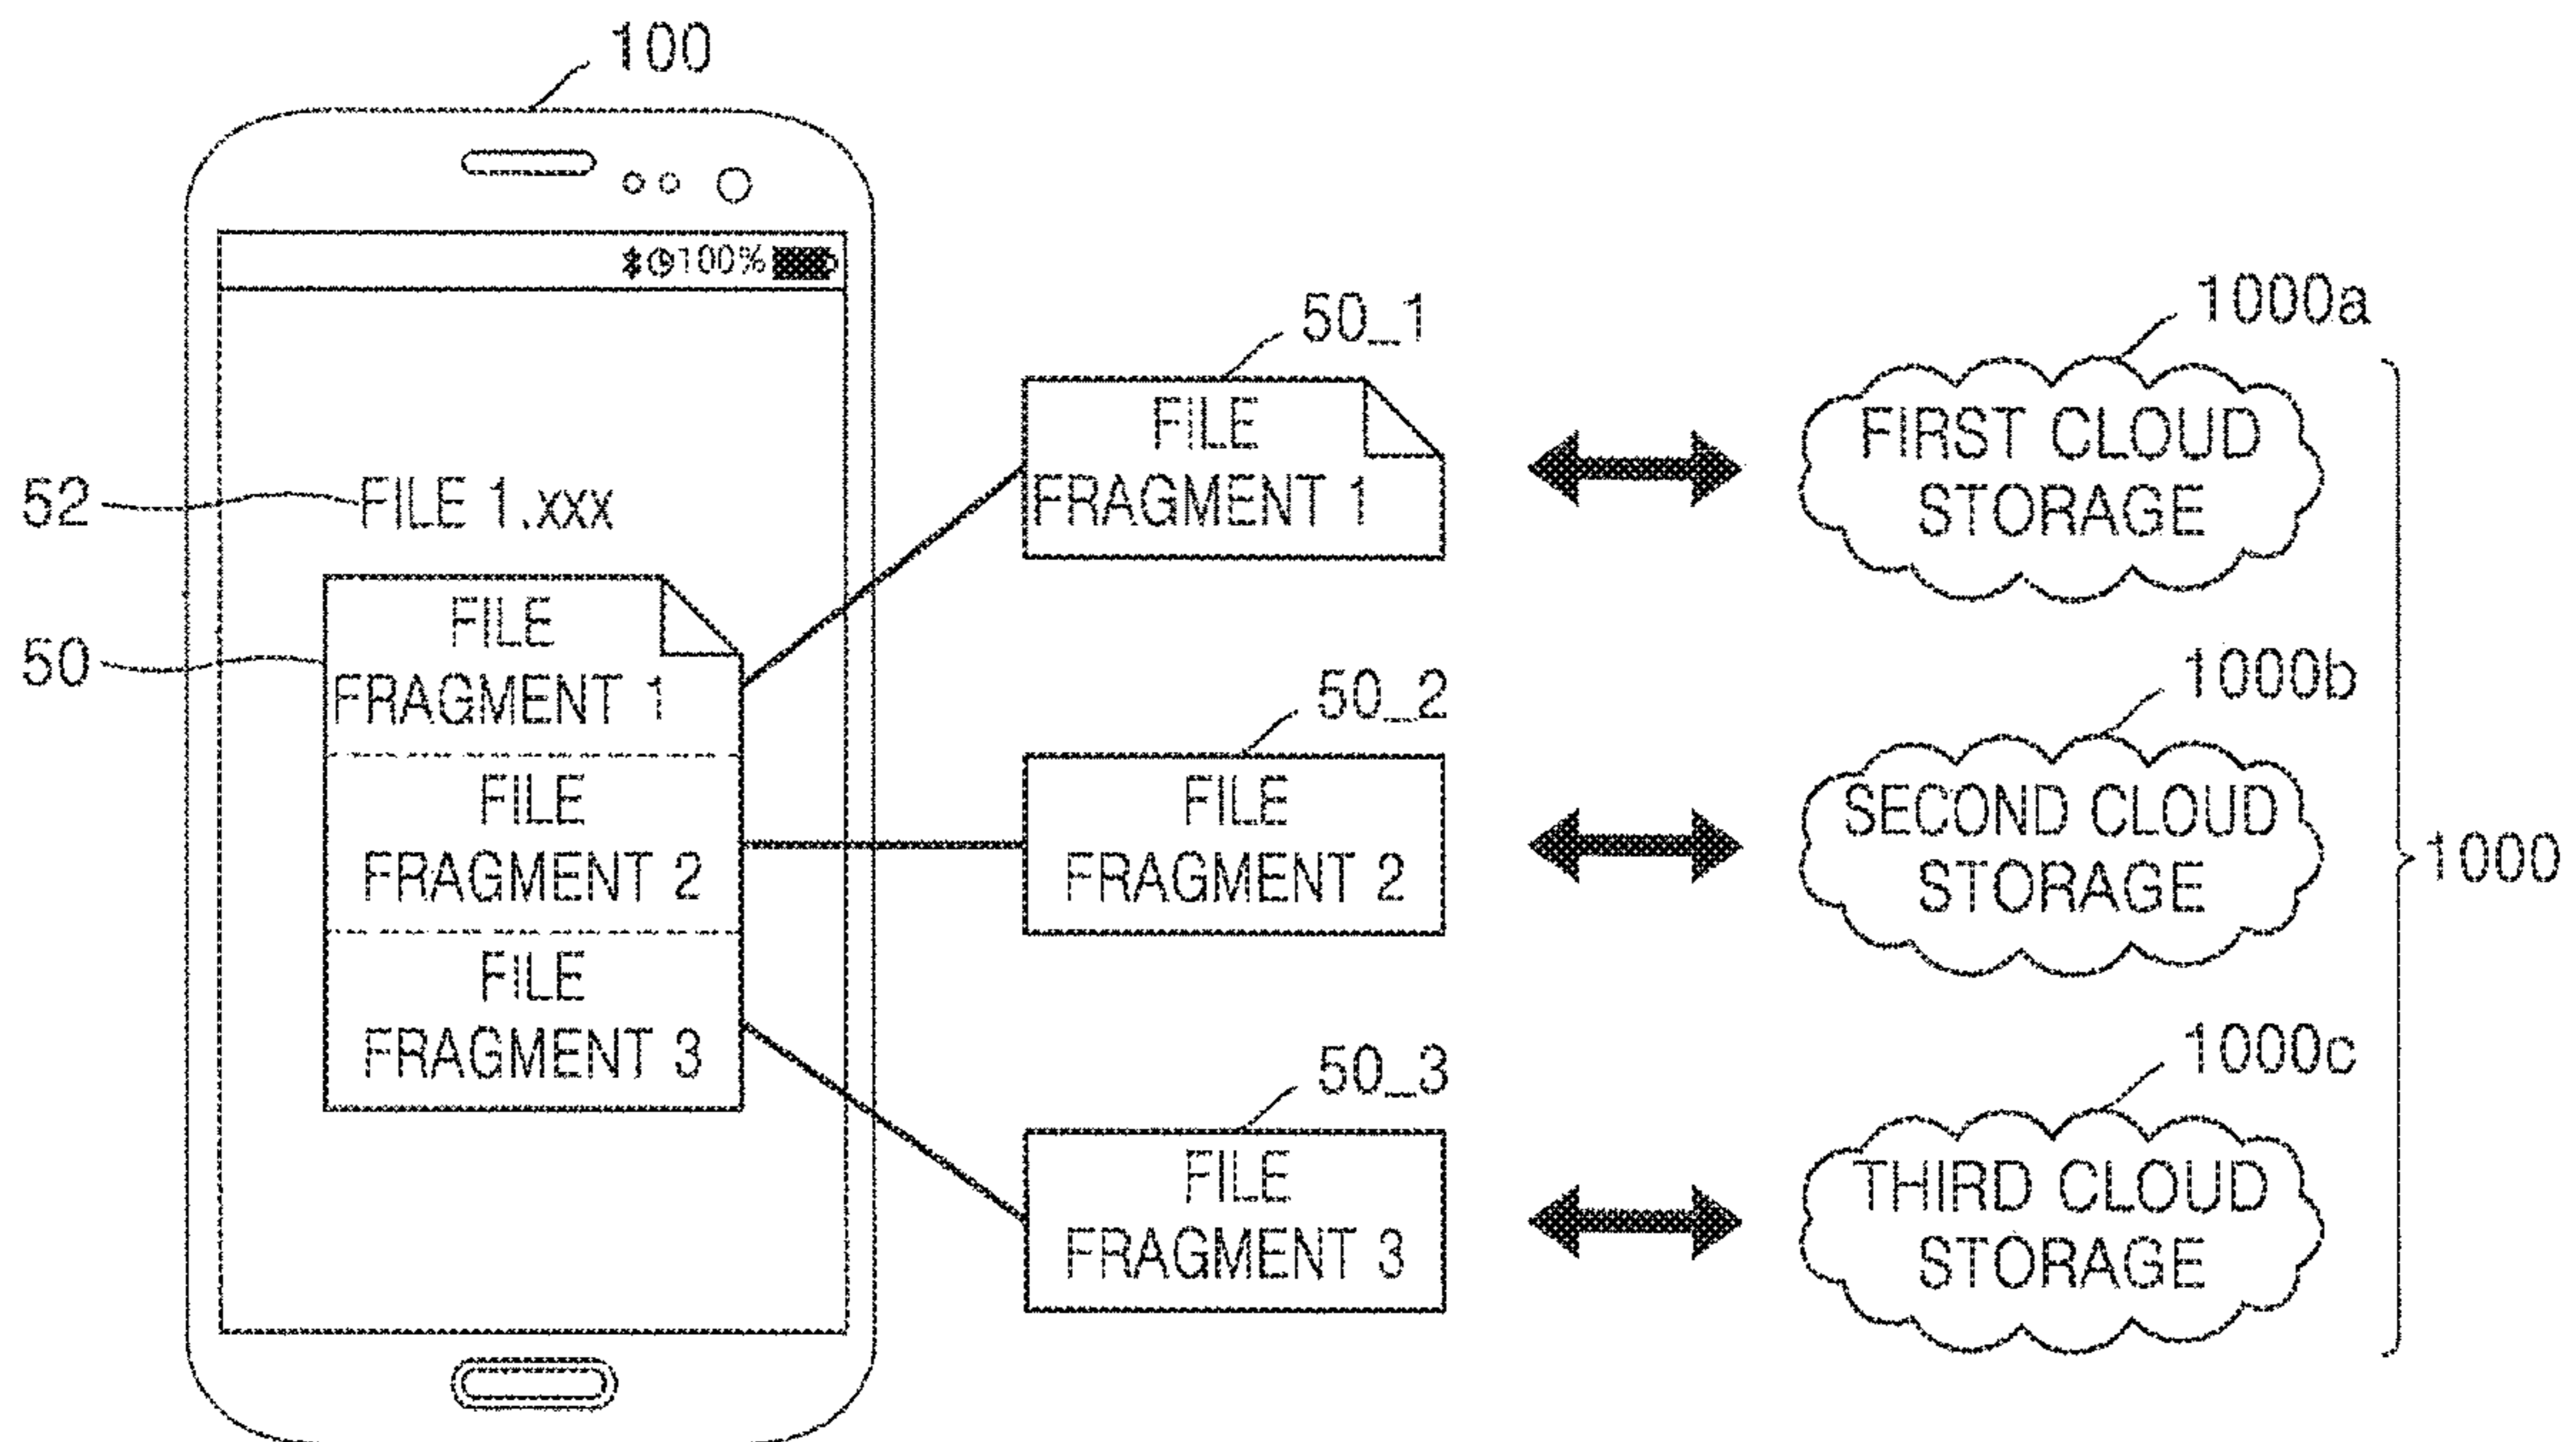 100
100%
52
FILE 1.xxx
50
FILE
FRAGMENT 1
FILE
FRAGMENT 2
FILE
FRAGMENT 3
50_1
FILE
FRAGMENT 1
50_2
FILE
FRAGMENT 2
50_3
FILE
FRAGMENT 3
1000a
FIRST CLOUD
STORAGE
1000b
SECOND CLOUD
STORAGE
1000c
THIRD CLOUD
STORAGE
1000